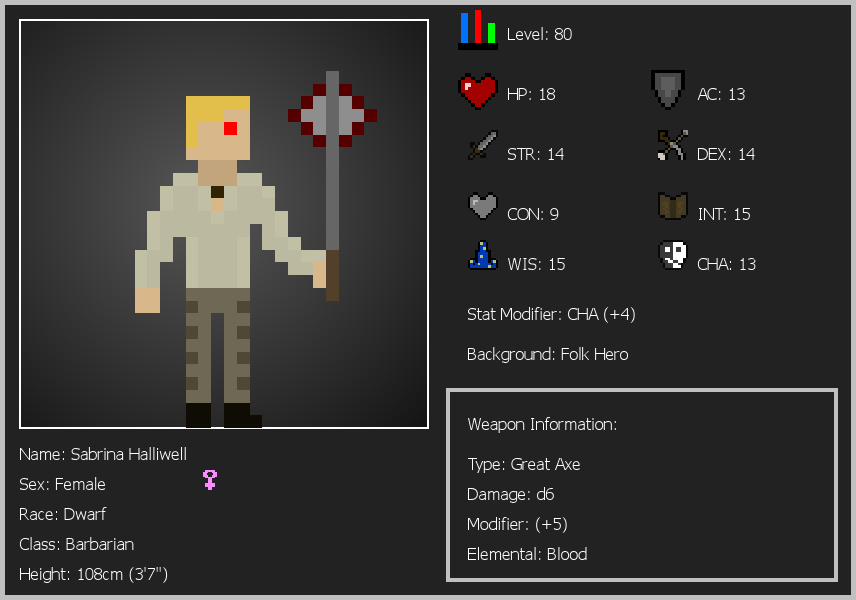 Level: 80
HP: 18
AC: 13
STR: 14
DEX: 14
CON: 9
INT: 15
WIS: 15
CHA: 13
Stat Modifier: CHA (+4)
Background: Folk Hero
Weapon Information:
Type: Great Axe
Damage: d6
Modifier: (+5)
Elemental: Blood
Name: Sabrina Halliwell
Sex: Female
Race: Dwarf
Class: Barbarian
Height: 108cm (3'7")